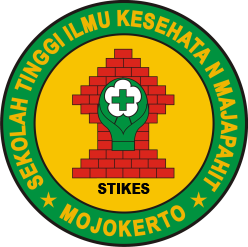 SEKOLAH TINGGI ILMU KESEHATA N MAJAPAHIT
STIKES
MOJOKERTO